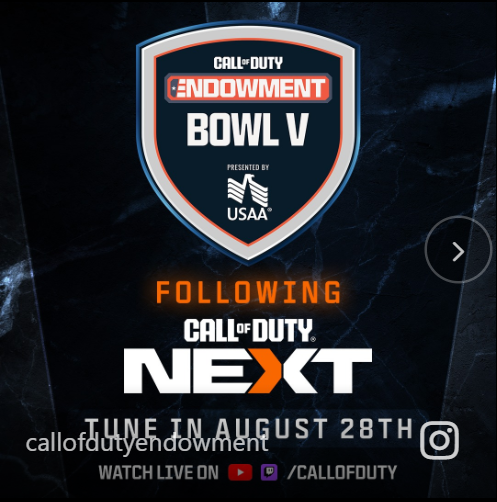 CALL OF DUTY
ENDOWMENT
BOWL V
PRESENTED BY
USAA®
FOLLOWING
CALL OF DUTY®
NEXT
TUNE IN AUGUST 28TH
callofdutyendowment
WATCH LIVE ON /CALLOFDUTY